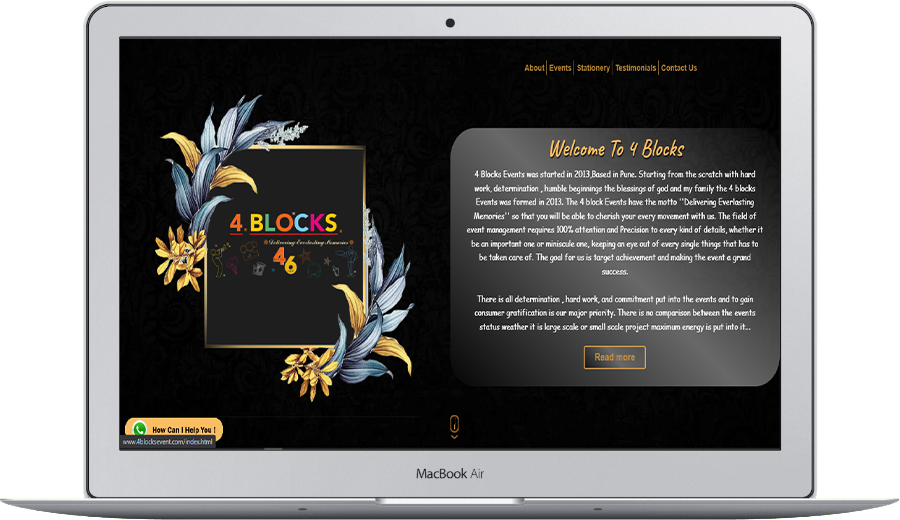 About | Events | Stationery | Testimonials | Contact Us
4 BLOCKS
Delivering Everlasting Memories
46
Welcome To 4 Blocks
4 Blocks Events was started in 2013,Based in Pune. Starting from the scratch with hard
work, determination , humble beginnings the blessings of god and my family the 4 blocks
Events was formed in 2013. The 4 block Events have the motto "Delivering Everlasting
Memories" so that you will be able to cherish your every movement with us. The field of
event management requires 100% attention and Precision to every kind of details, whether it
be an important one or miniscule one, keeping an eye out of every single things that has to
be taken care of. The goal for us is target achievement and making the event a grand
success.
There is all determination , hard work, and commitment put into the events and to gain
consumer gratification is our major priority. There is no comparison between the events
status weather it is large scale or small scale project maximum energy is put into it...
Read more
How Can I Help You !
www.4blocksevent.com/index.html
MacBook Air